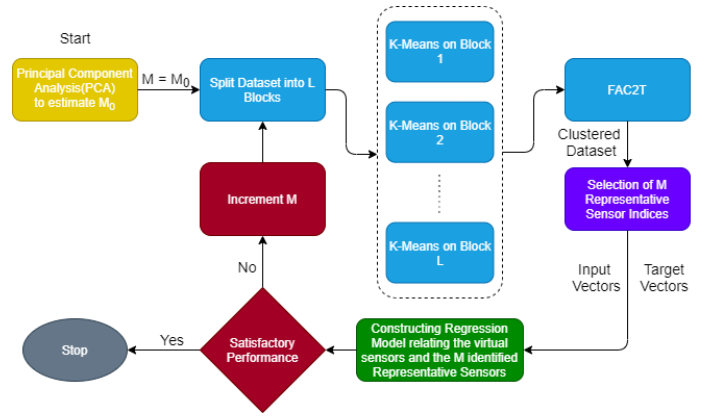 Start
Principal Component
Analysis(PCA)
to estimate M₀
M = M₀
Split Dataset into L
Blocks
K-Means on Block
1
K-Means on Block
2
K-Means on Block
L
FAC2T
Clustered
Dataset
Selection of M
Representative
Sensor Indices
Input
Vectors
Target
Vectors
Constructing Regression
Model relating the virtual
sensors and the M identified
Representative Sensors
Satisfactory
Performance
No
Increment M
Yes
Stop